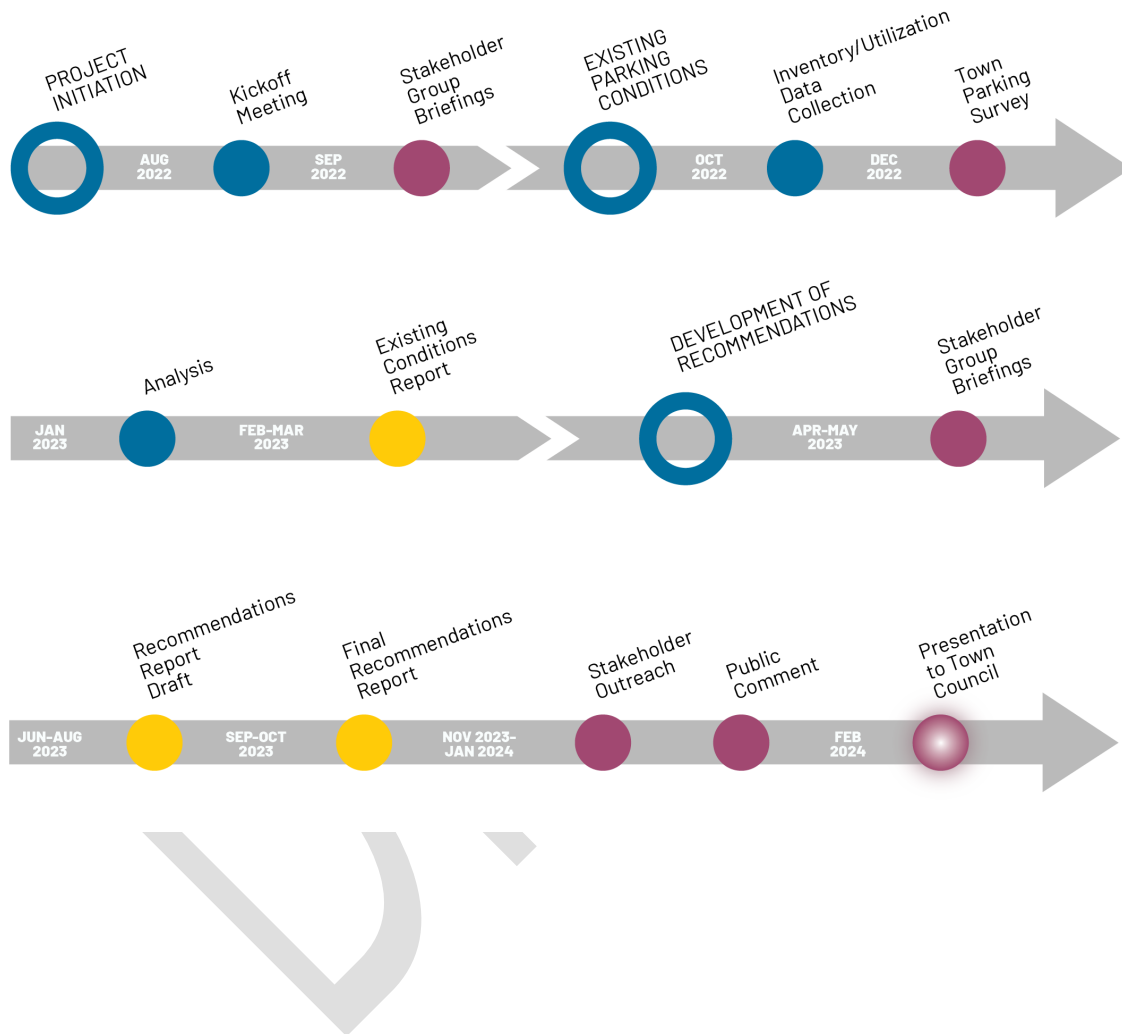 PROJECT
INITIATION
AUG
2022
Kickoff
Meeting
SEP
2022
Stakeholder
Group
Briefings
EXISTING
PARKING
CONDITIONS
OCT
2022
Inventory/Utilization
Data
Collection
DEC
2022
Town
Parking
Survey
JAN
2023
Analysis
FEB-MAR
2023
Existing
Conditions
Report
DEVELOPMENT OF
RECOMMENDATIONS
APR-MAY
2023
Stakeholder
Group
Briefings
JUN-AUG
2023
Recommendations
Report
Draft
SEP-OCT
2023
Final
Recommendations
Report
NOV 2023-
JAN 2024
Stakeholder
Outreach
Public
Comment
FEB
2024
Presentation
to Town
Council